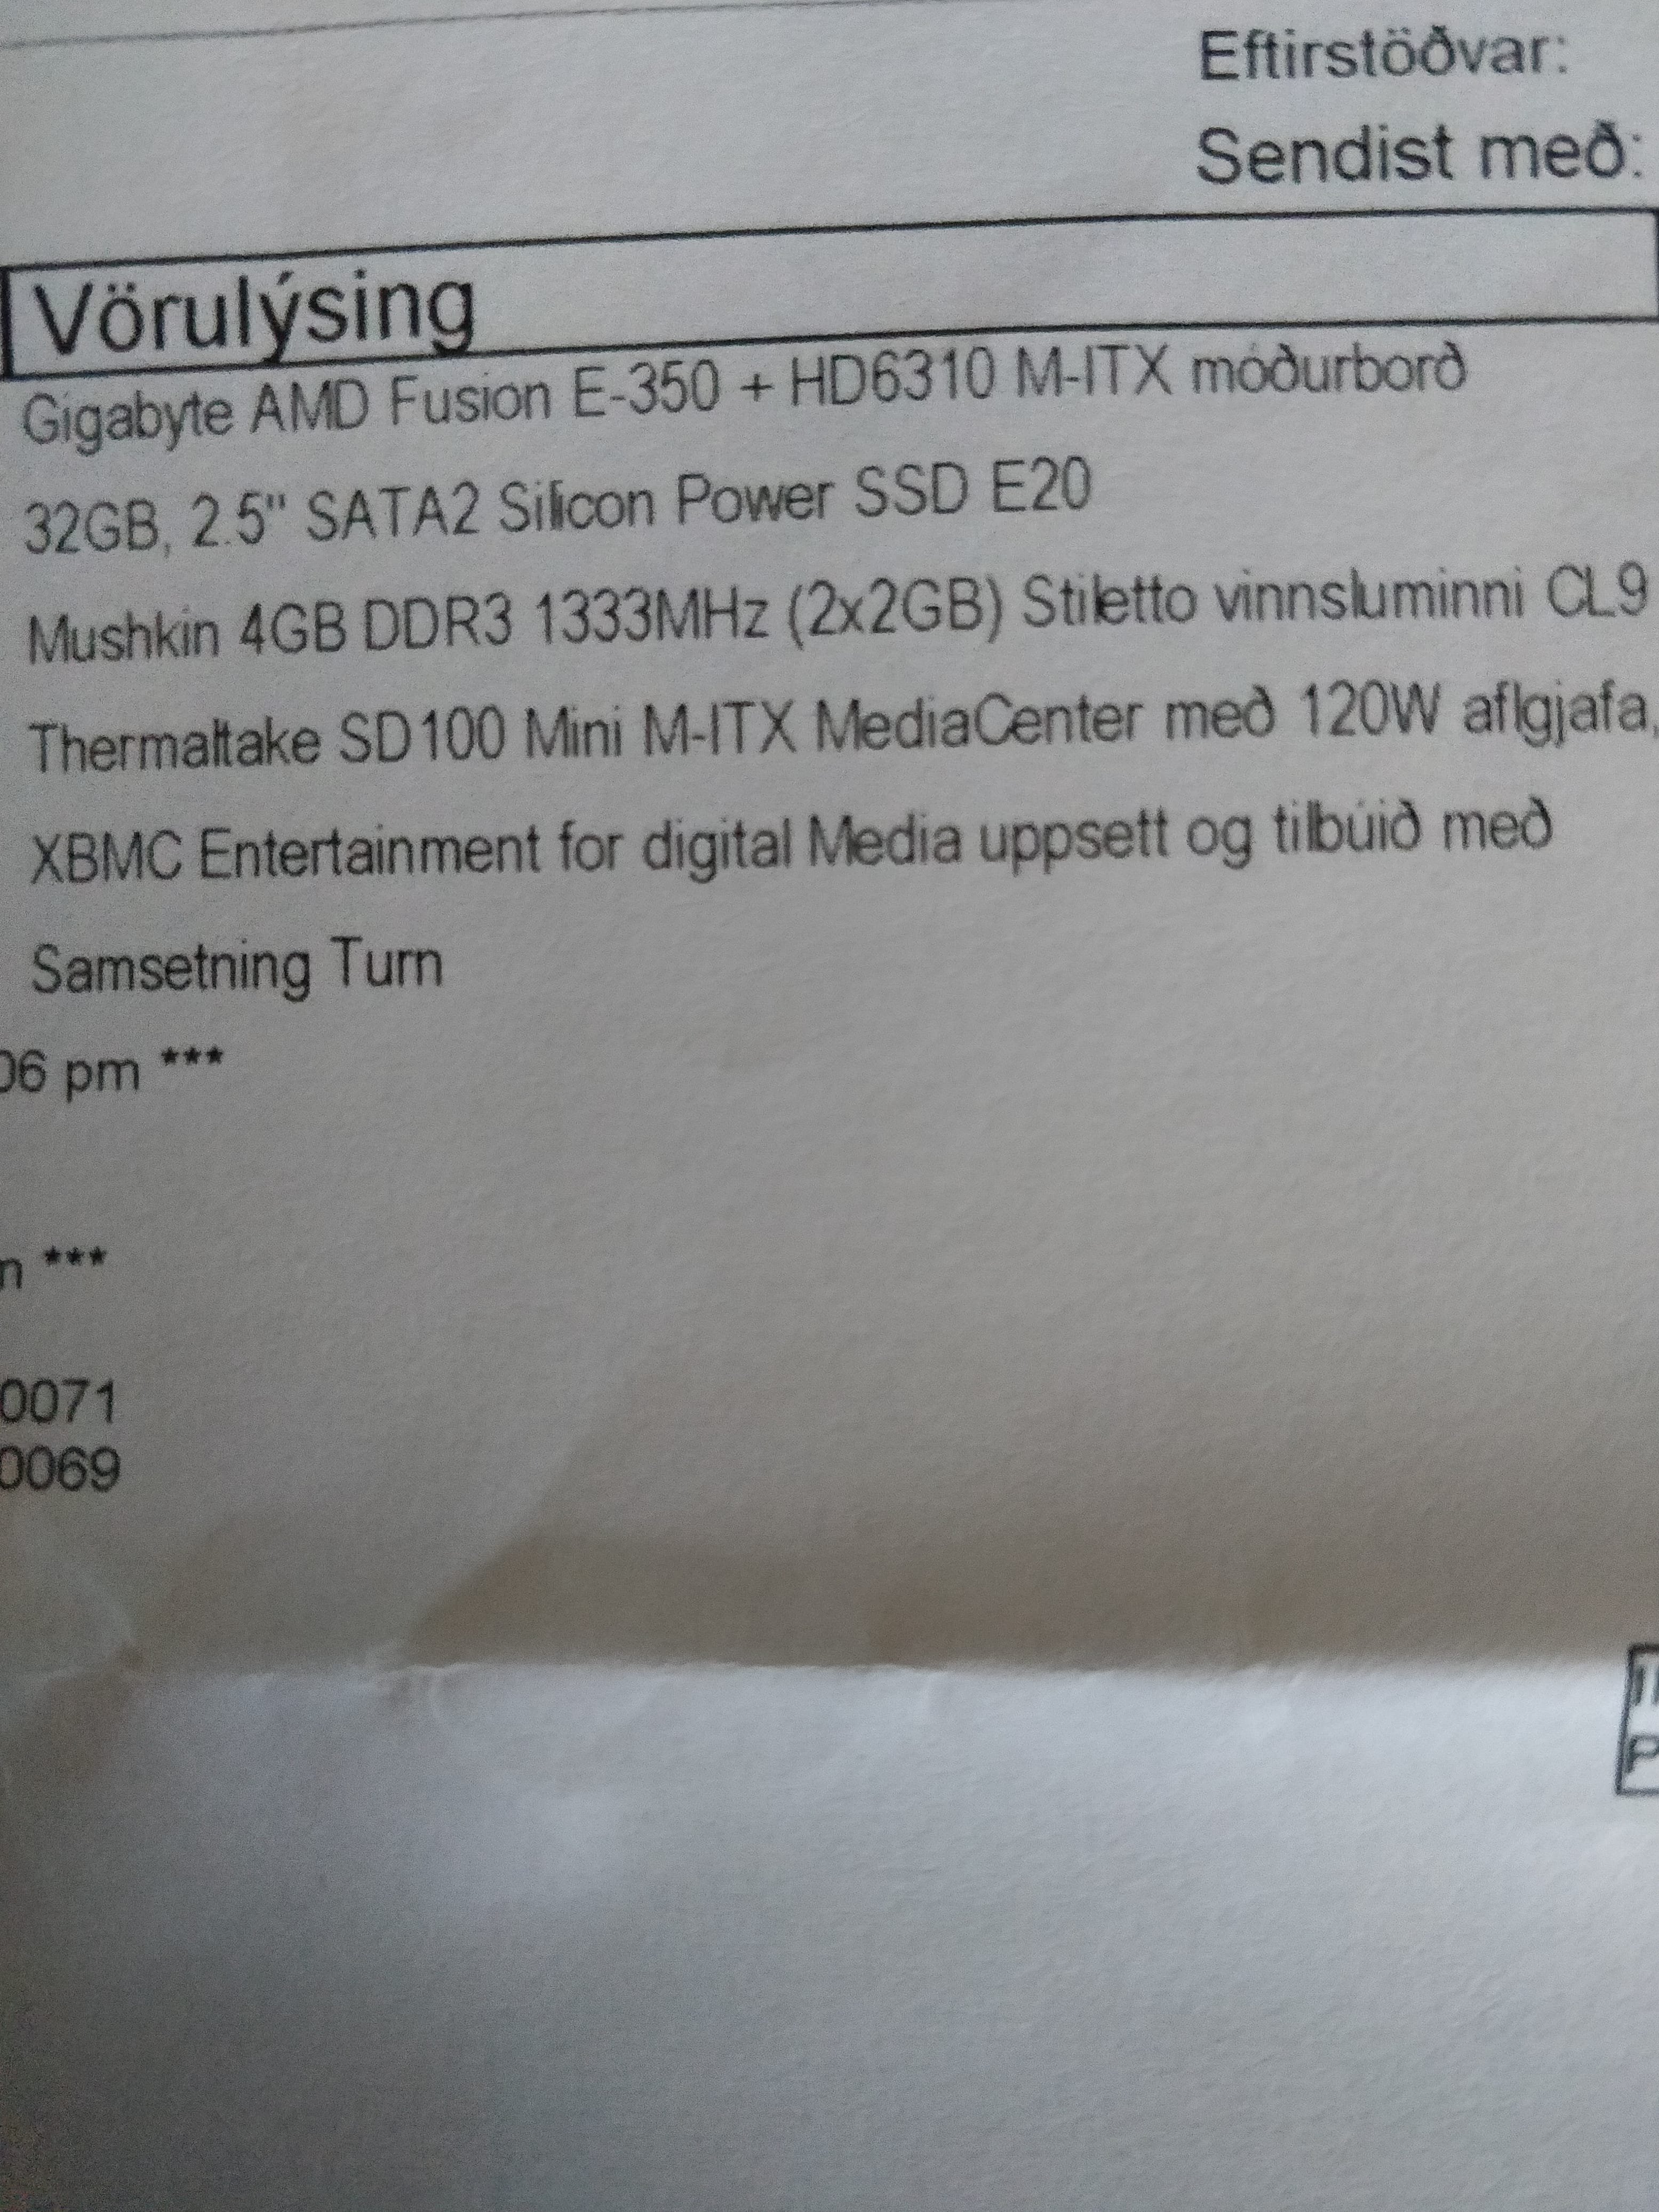 Eftirstöðvar:
Sendist með:
Vörulýsing
Gigabyte AMD Fusion E-350 + HD6310 M-ITX móðurborð
32GB, 2.5" SATA2 Silicon Power SSD E20
Mushkin 4GB DDR3 1333MHz (2x2GB) Stiletto vinnsluminni CL9
Thermaltake SD100 Mini M-ITX MediaCenter með 120W aflgjafa,
XBMC Entertainment for digital Media uppsett og tilbúið með
Samsetning Turn
06 pm ***
n ***
0071
0069
P